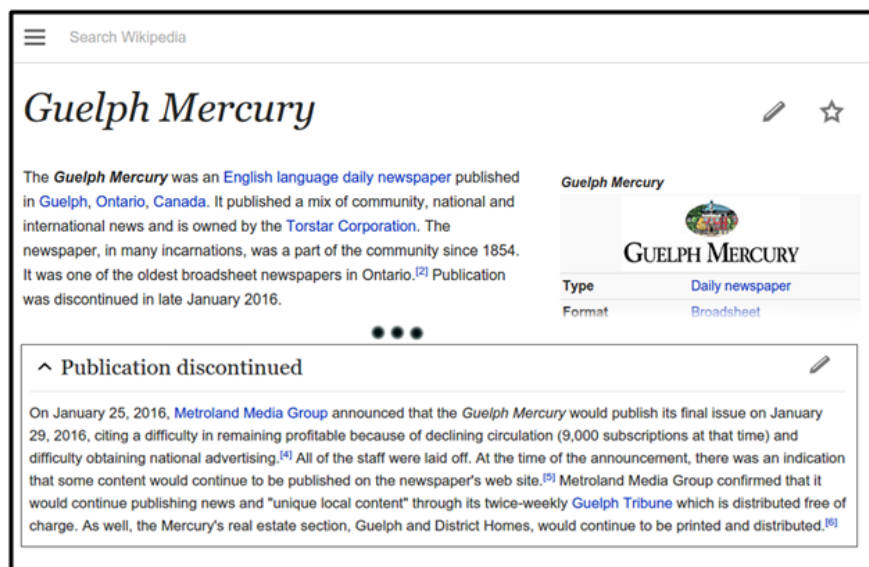 Search Wikipedia
Guelph Mercury
The Guelph Mercury was an English language daily newspaper published
in Guelph, Ontario, Canada. It published a mix of community, national and
international news and is owned by the Torstar Corporation. The
newspaper, in many incarnations, was a part of the community since 1854.
It was one of the oldest broadsheet newspapers in Ontario.[2] Publication
was discontinued in late January 2016.
Guelph Mercury
GUELPH MERCURY
Type Daily newspaper
Format Broadsheet
Publication discontinued
On January 25, 2016, Metroland Media Group announced that the Guelph Mercury would publish its final issue on January
29, 2016, citing a difficulty in remaining profitable because of declining circulation (9,000 subscriptions at that time) and
difficulty obtaining national advertising.[4] All of the staff were laid off. At the time of the announcement, there was an indication
that some content would continue to be published on the newspaper's web site.[5] Metroland Media Group confirmed that it
would continue publishing news and "unique local content" through its twice-weekly Guelph Tribune which is distributed free of
charge. As well, the Mercury's real estate section, Guelph and District Homes, would continue to be printed and distributed.[6]